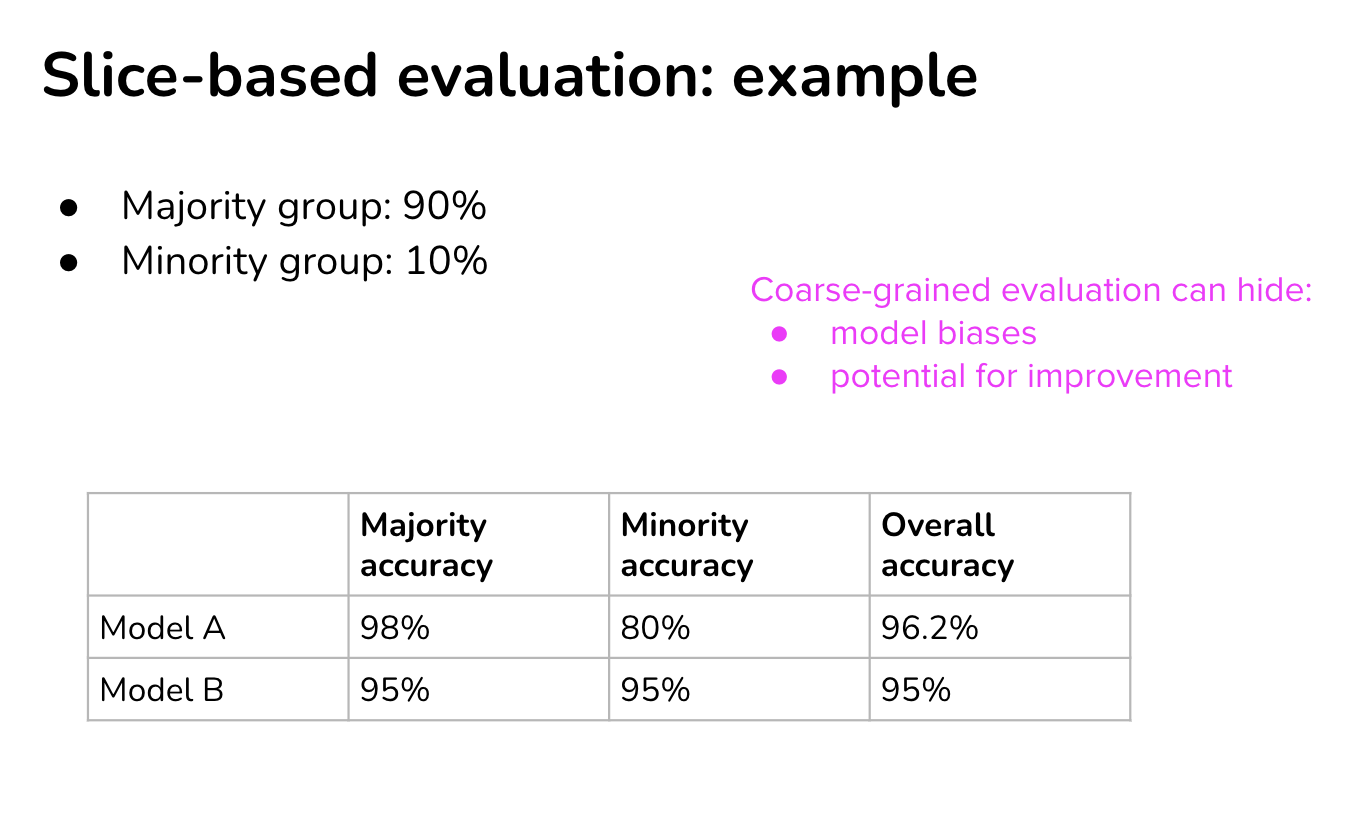 Slice-based evaluation: example
● Majority group: 90%
● Minority group: 10%
Coarse-grained evaluation can hide:
● model biases
● potential for improvement
Majority accuracy Minority accuracy Overall accuracy
Model A 98% 80% 96.2%
Model B 95% 95% 95%